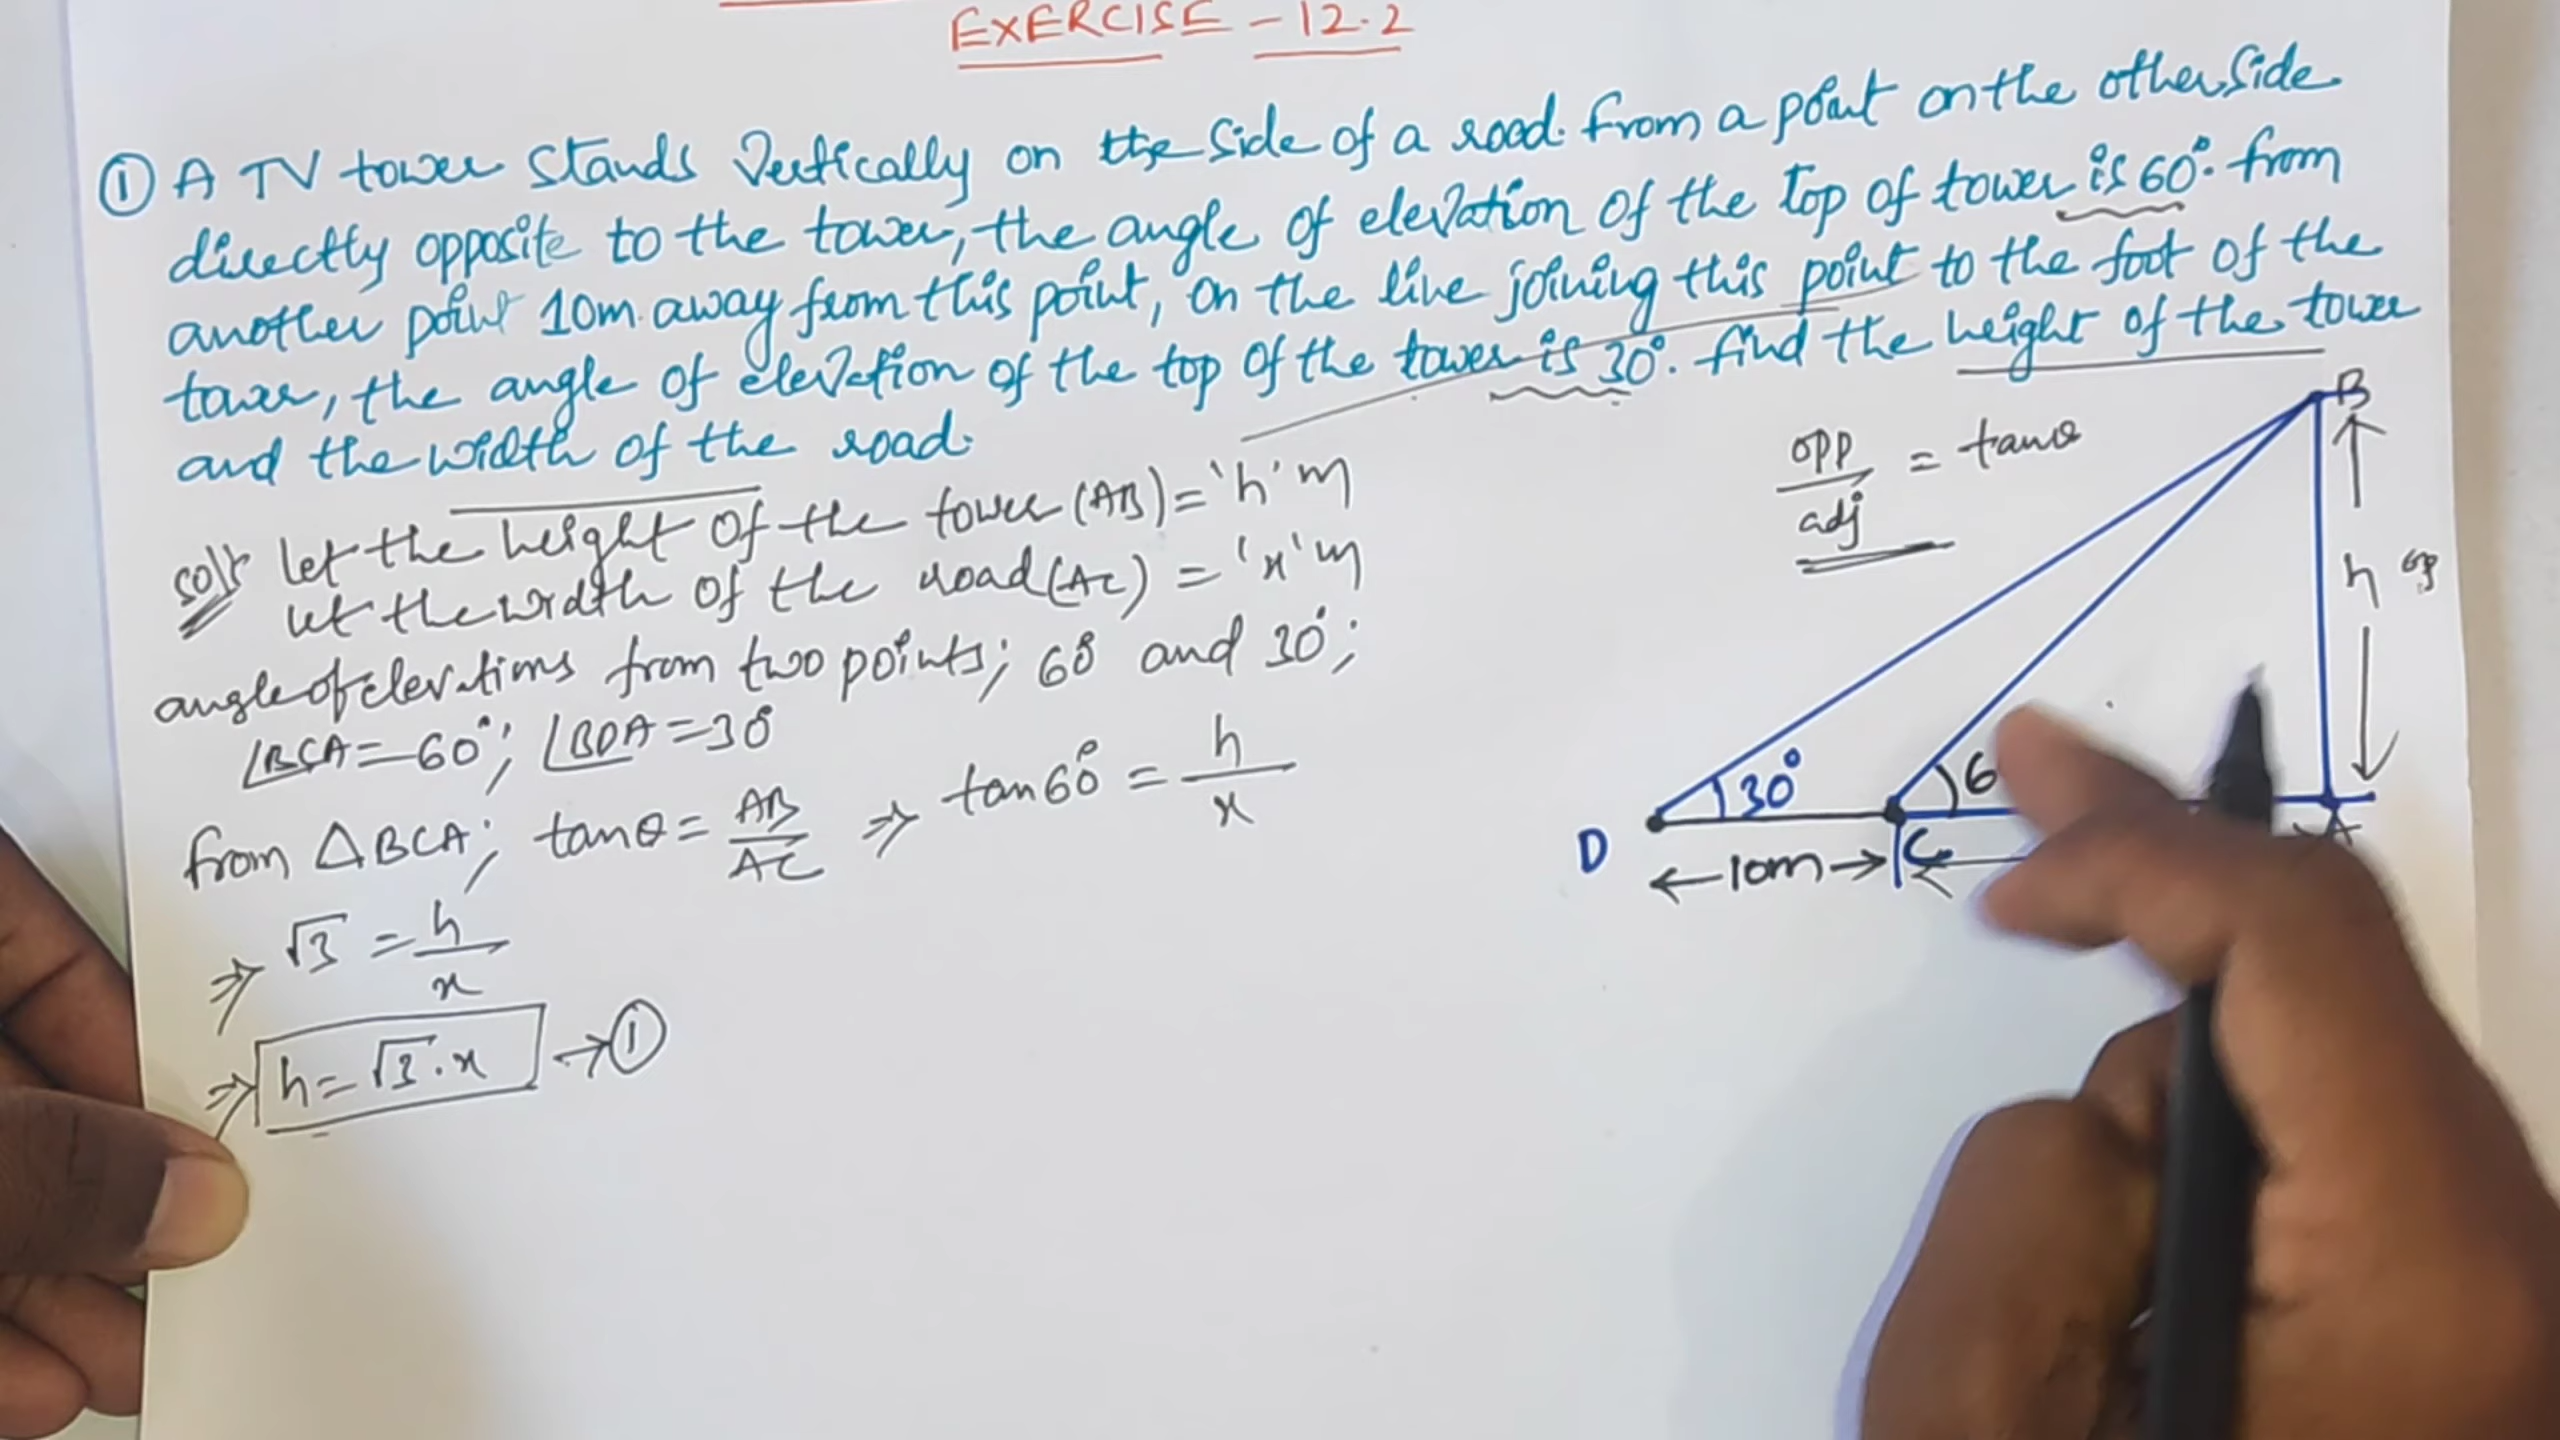 EXERCISE - 12.2
① A TV tower stands vertically on the side of a road. from a point on the other side
directly opposite to the tower, the angle of elevation of the top of tower is 60°. from
another point 10m away from this point, on the line joining this point to the foot of the
tower, the angle of elevation of the top of the tower is 30°. find the height of the tower
and the width of the road.
opp/adj = tanθ
B
h
30°
6
D
C
A
←10m→
let the height of the tower (AB) = 'h' m
let the width of the road (AC) = 'x' m
angle of elevations from two points; 60° and 30°;
∠BCA = 60°; ∠BDA = 30°
from △BCA; tanθ = AB/AC ⇒ tan60° = h/x
⇒ √3 = h/x
⇒ h = √3.x → ①